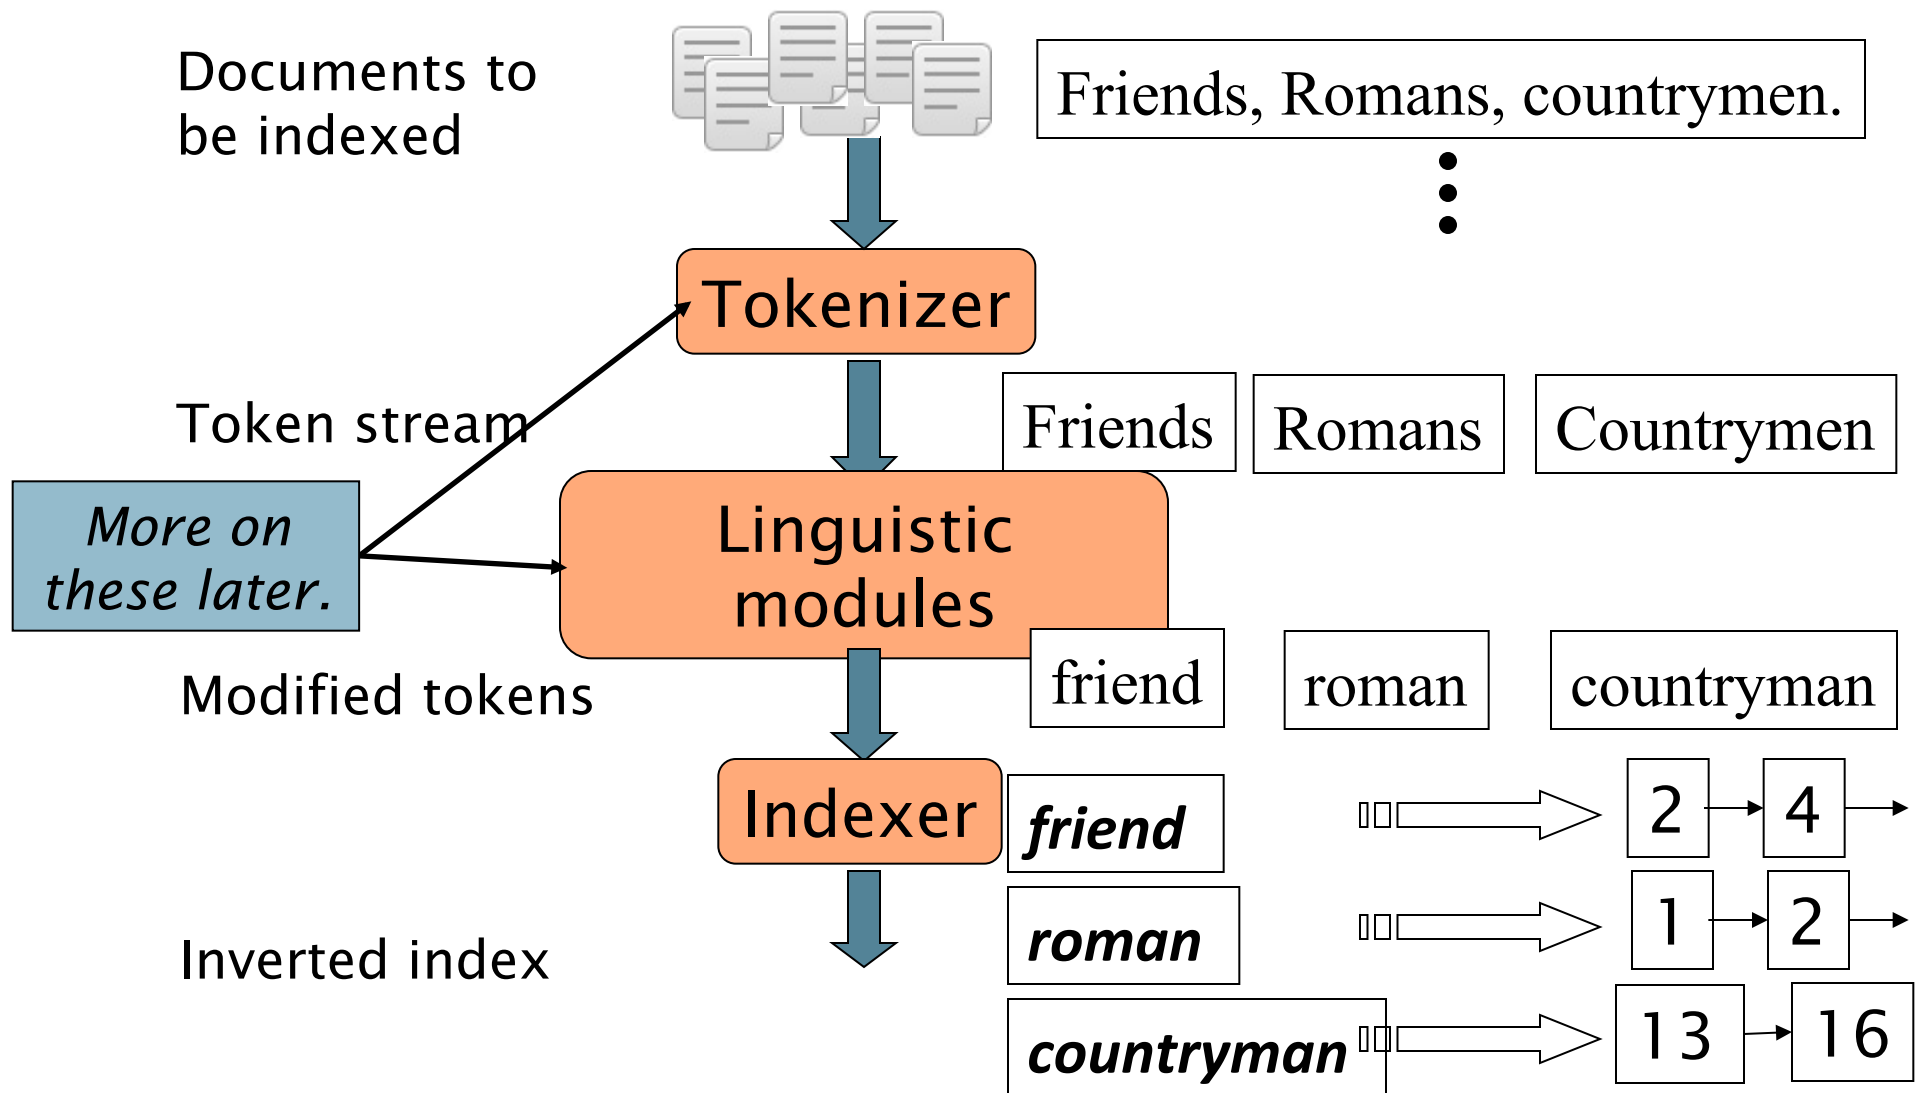 Documents to
be indexed
Friends, Romans, countrymen.
Tokenizer
Token stream
Friends
Romans
Countrymen
More on
these later.
Linguistic
modules
Modified tokens
friend
roman
countryman
Indexer
friend
2
4
roman
1
2
Inverted index
countryman
13
16